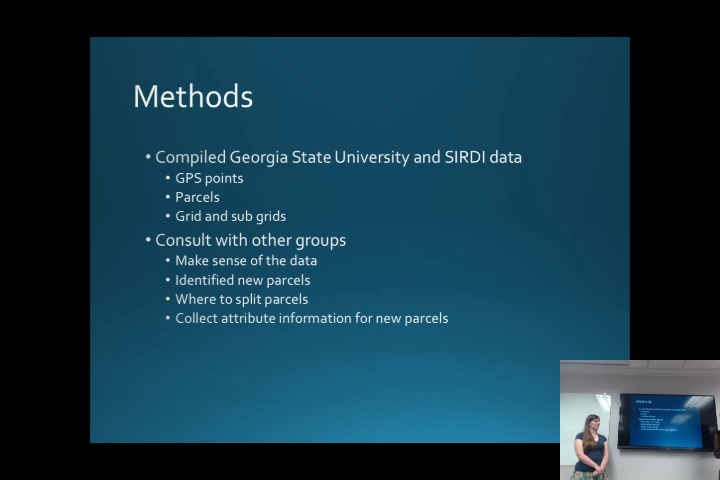 Methods
• Compiled Georgia State University and SIRDI data
• GPS points
• Parcels
• Grid and sub grids
• Consult with other groups
• Make sense of the data
• Identified new parcels
• Where to split parcels
• Collect attribute information for new parcels
Methods